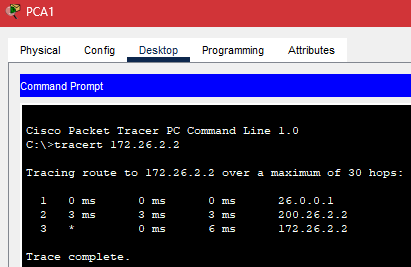 PCA1
Physical Config Desktop Programming Attributes
Command Prompt
Cisco Packet Tracer PC Command Line 1.0
C:\>tracert 172.26.2.2
Tracing route to 172.26.2.2 over a maximum of 30 hops:
1 0 ms 0 ms 0 ms 26.0.0.1
2 3 ms 3 ms 3 ms 200.26.2.2
3 * 0 ms 6 ms 172.26.2.2
Trace complete.